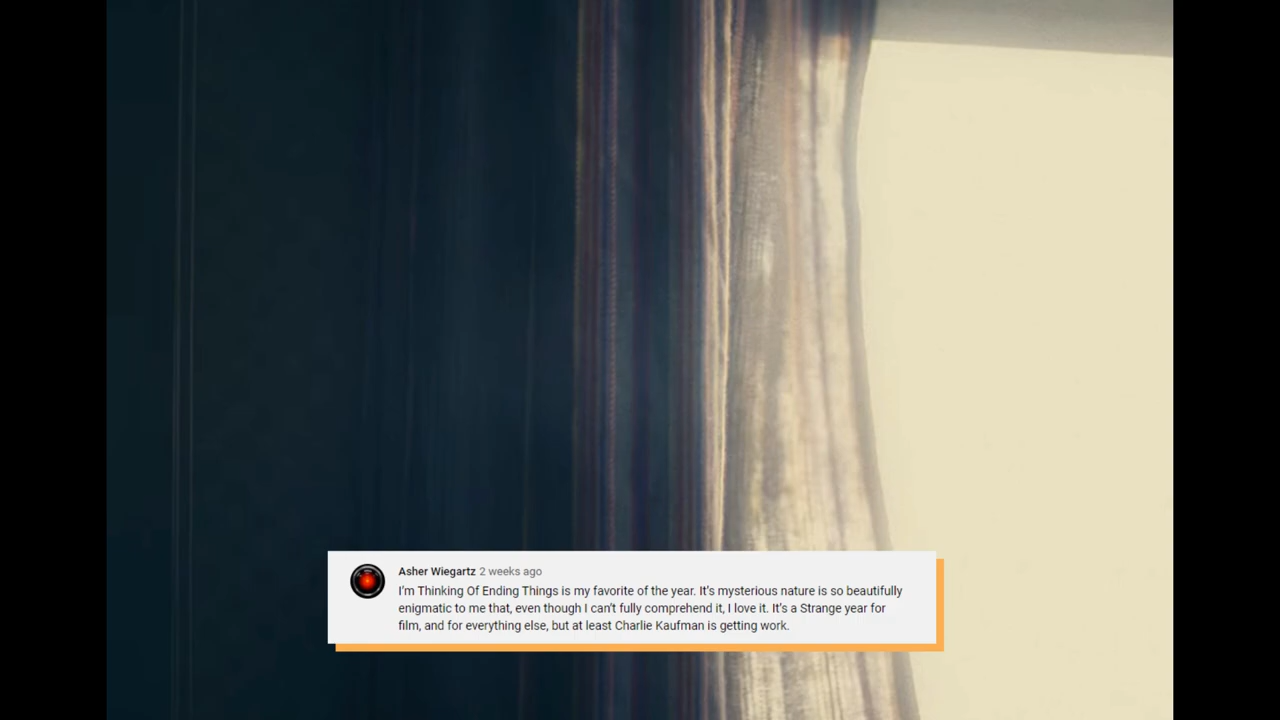 Asher Wiegartz 2 weeks ago
I’m Thinking Of Ending Things is my favorite of the year. It’s mysterious nature is so beautifully
enigmatic to me that, even though I can’t fully comprehend it, I love it. It’s a Strange year for
film, and for everything else, but at least Charlie Kaufman is getting work.